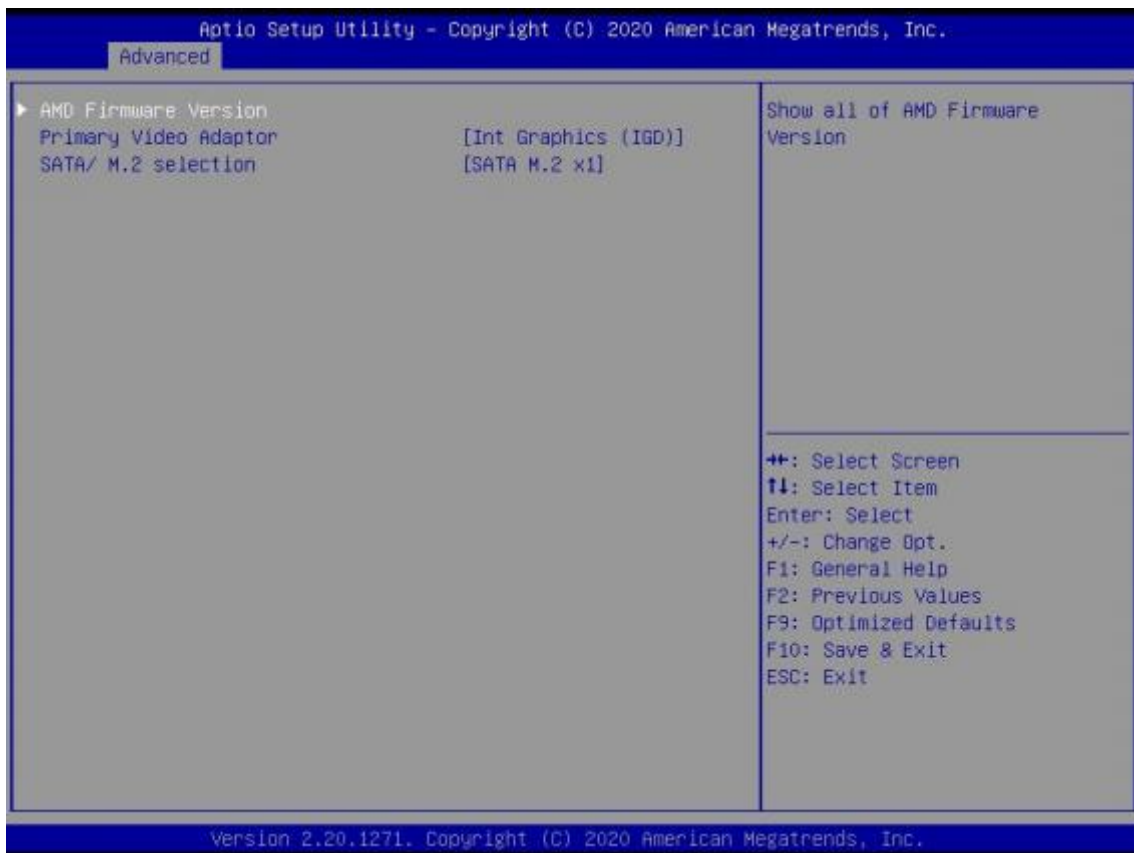 Aptio Setup Utility – Copyright (C) 2020 American Megatrends, Inc.
Advanced
▶ AMD Firmware Version
Primary Video Adaptor [Int Graphics (IGD)]
SATA/ M.2 selection [SATA M.2 x1]
Show all of AMD Firmware
Version
→←: Select Screen
↑↓: Select Item
Enter: Select
+/-: Change Opt.
F1: General Help
F2: Previous Values
F9: Optimized Defaults
F10: Save & Exit
ESC: Exit
Version 2.20.1271. Copyright (C) 2020 American Megatrends, Inc.